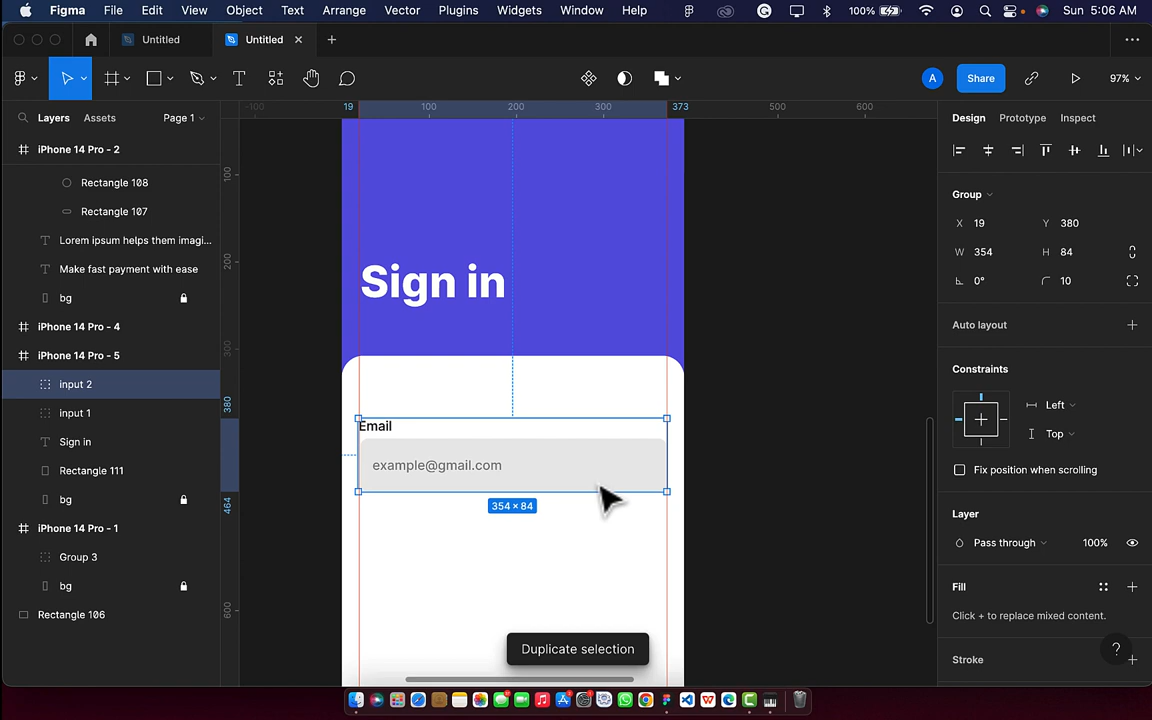 Figma File Edit View Object Text Arrange Vector Plugins Widgets Window Help 100% Sun 5:06 AM
Untitled Untitled
A Share 97%
Layers Assets Page 1
iPhone 14 Pro - 2
Rectangle 108
Rectangle 107
Lorem ipsum helps them imagi...
Make fast payment with ease
bg
iPhone 14 Pro - 4
iPhone 14 Pro - 5
input 2
input 1
Sign in
Rectangle 111
bg
iPhone 14 Pro - 1
Group 3
bg
Rectangle 106
-100 19 100 200 300 373 500 600
100
200
300
380
464
600
Sign in
Email
example@gmail.com
354 × 84
Duplicate selection
Design Prototype Inspect
Group
X 19 Y 380
W 354 H 84
0° 10
Auto layout
Constraints
Left
Top
Fix position when scrolling
Layer
Pass through 100%
Fill
Click + to replace mixed content.
?
Stroke